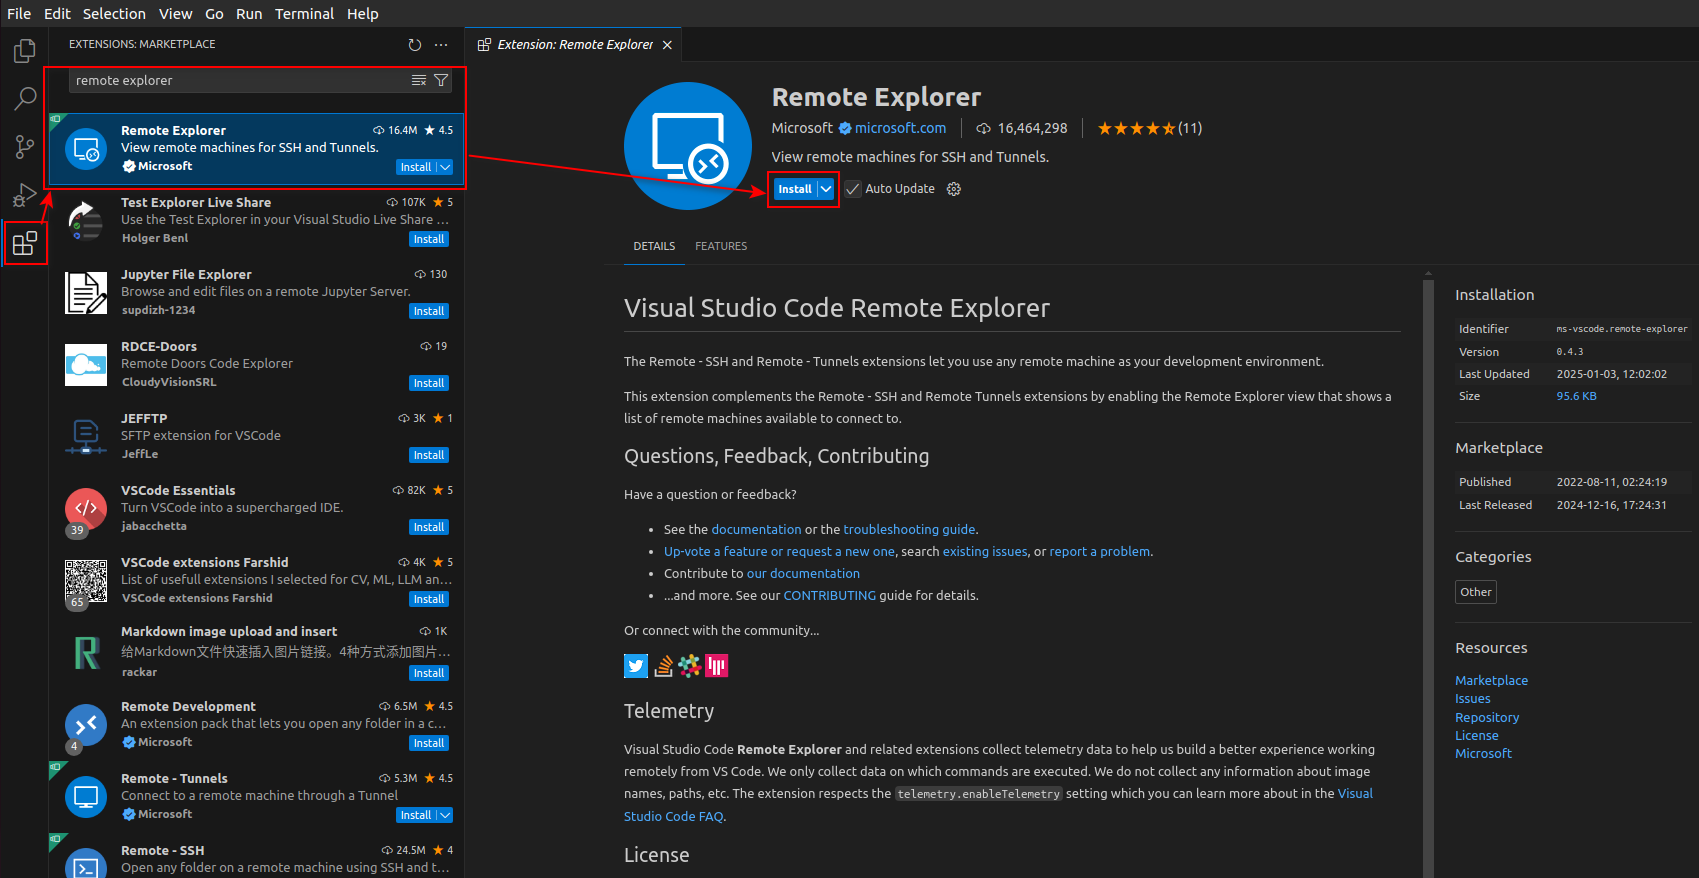 File Edit Selection View Go Run Terminal Help
EXTENSIONS: MARKETPLACE
remote explorer
Remote Explorer 16.4M 4.5
View remote machines for SSH and Tunnels.
Microsoft Install
Test Explorer Live Share 107K 5
Use the Test Explorer in your Visual Studio Live Share ...
Holger Benl Install
Jupyter File Explorer 130
Browse and edit files on a remote Jupyter Server.
supdizh-1234 Install
RDCE-Doors 19
Remote Doors Code Explorer
CloudyVisionSRL Install
JEFFTP 3K 1
SFTP extension for VSCode
JeffLe Install
VSCode Essentials 82K 5
Turn VSCode into a supercharged IDE.
39 jabacchetta Install
VSCode extensions Farshid 4K 5
List of usefull extensions I selected for CV, ML, LLM an...
65 VSCode extensions Farshid Install
Markdown image upload and insert 1K
给Markdown文件快速插入图片链接。4种方式添加图片...
rackar Install
Remote Development 6.5M 4.5
An extension pack that lets you open any folder in a c...
4 Microsoft Install
Remote - Tunnels 5.3M 4.5
Connect to a remote machine through a Tunnel
Microsoft Install
Remote - SSH 24.5M 4
Open any folder on a remote machine using SSH and t...
Extension: Remote Explorer
Remote Explorer
Microsoft microsoft.com 16,464,298 (11)
View remote machines for SSH and Tunnels.
Install Auto Update
DETAILS FEATURES
Visual Studio Code Remote Explorer
The Remote - SSH and Remote - Tunnels extensions let you use any remote machine as your development environment.
This extension complements the Remote - SSH and Remote Tunnels extensions by enabling the Remote Explorer view that shows a
list of remote machines available to connect to.
Questions, Feedback, Contributing
Have a question or feedback?
• See the documentation or the troubleshooting guide.
• Up-vote a feature or request a new one, search existing issues, or report a problem.
• Contribute to our documentation
• ...and more. See our CONTRIBUTING guide for details.
Or connect with the community...
Telemetry
Visual Studio Code Remote Explorer and related extensions collect telemetry data to help us build a better experience working
remotely from VS Code. We only collect data on which commands are executed. We do not collect any information about image
names, paths, etc. The extension respects the telemetry.enableTelemetry setting which you can learn more about in the Visual
Studio Code FAQ.
License
Installation
Identifier ms-vscode.remote-explorer
Version 0.4.3
Last Updated 2025-01-03, 12:02:02
Size 95.6 KB
Marketplace
Published 2022-08-11, 02:24:19
Last Released 2024-12-16, 17:24:31
Categories
Other
Resources
Marketplace
Issues
Repository
License
Microsoft